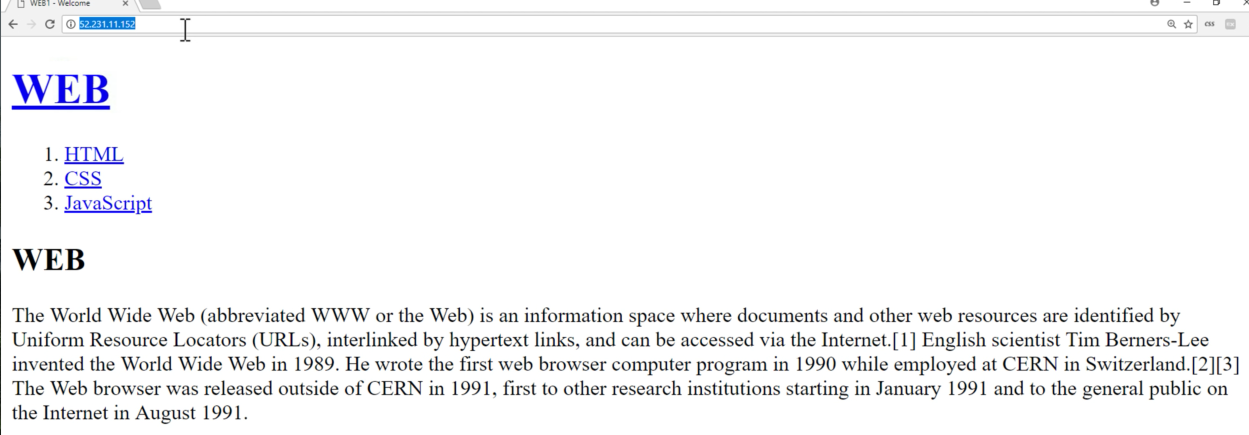 WEB1 - Welcome
52.231.11.152
css
WEB
1. HTML
2. CSS
3. JavaScript
WEB
The World Wide Web (abbreviated WWW or the Web) is an information space where documents and other web resources are identified by
Uniform Resource Locators (URLs), interlinked by hypertext links, and can be accessed via the Internet.[1] English scientist Tim Berners-Lee
invented the World Wide Web in 1989. He wrote the first web browser computer program in 1990 while employed at CERN in Switzerland.[2][3]
The Web browser was released outside of CERN in 1991, first to other research institutions starting in January 1991 and to the general public on
the Internet in August 1991.